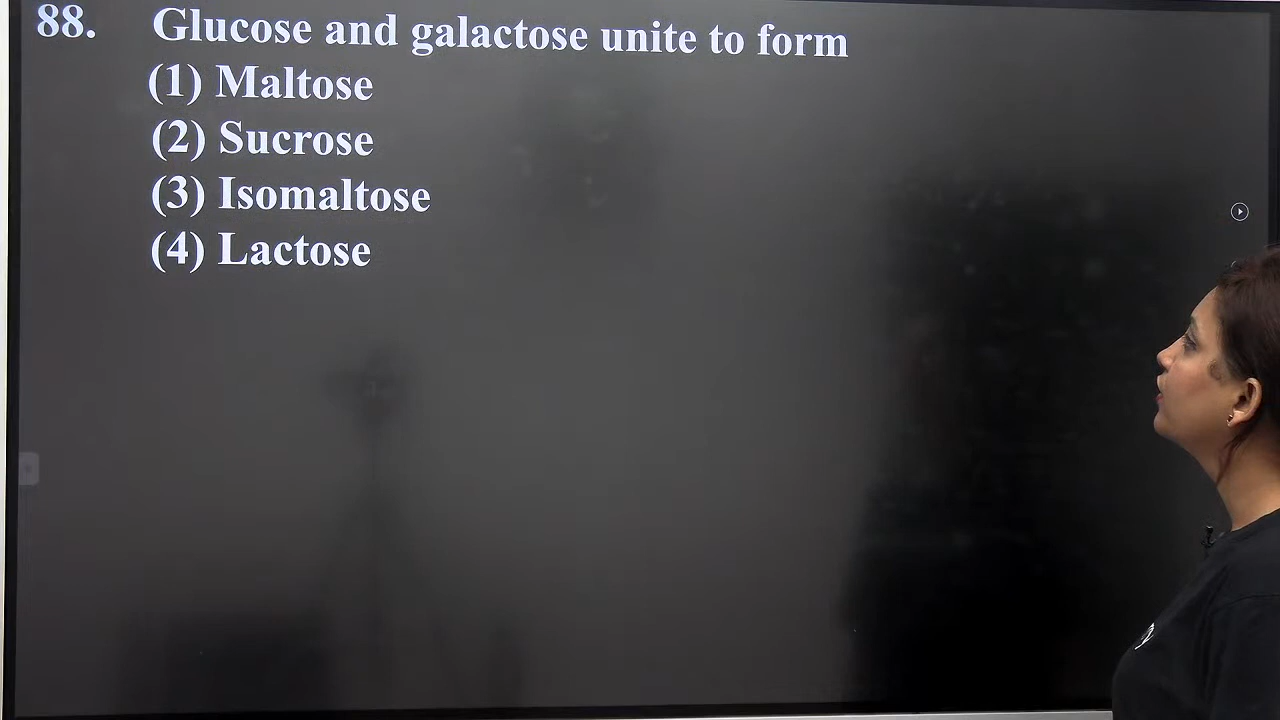 88. Glucose and galactose unite to form
(1) Maltose
(2) Sucrose
(3) Isomaltose
(4) Lactose